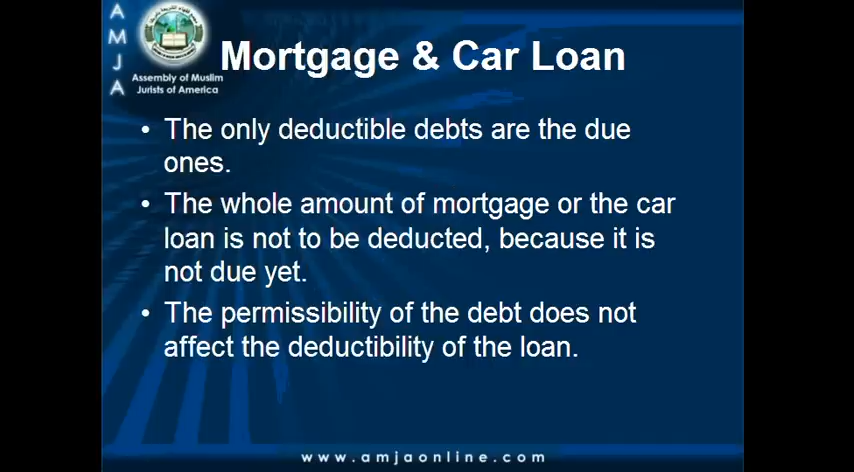 A
M
J
A
Assembly of Muslim
Jurists of America
Mortgage & Car Loan
• The only deductible debts are the due
ones.
• The whole amount of mortgage or the car
loan is not to be deducted, because it is
not due yet.
• The permissibility of the debt does not
affect the deductibility of the loan.
www.amjaonline.com